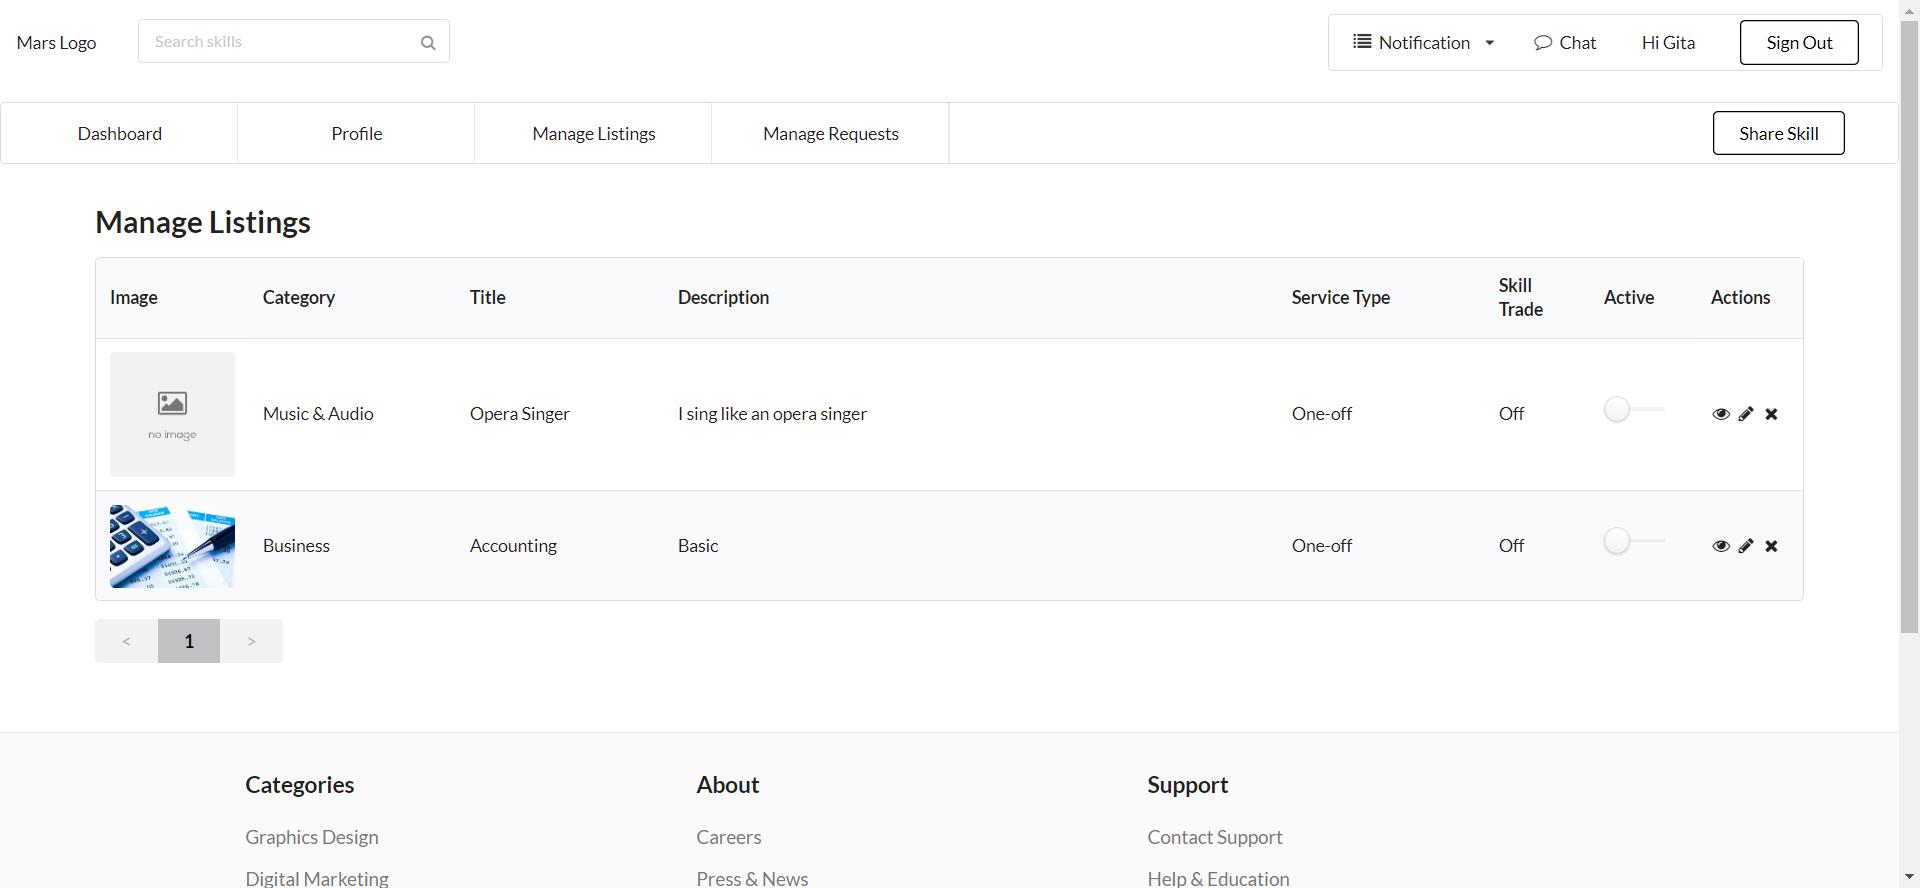 Mars Logo
Search skills
Notification
Chat
Hi Gita
Sign Out
Dashboard
Profile
Manage Listings
Manage Requests
Share Skill
Manage Listings
Image
Category
Title
Description
Service Type
Skill
Trade
Active
Actions
no image
Music & Audio
Opera Singer
I sing like an opera singer
One-off
Off
Business
Accounting
Basic
One-off
Off
<
1
>
Categories
About
Support
Graphics Design
Careers
Contact Support
Digital Marketing
Press & News
Help & Education